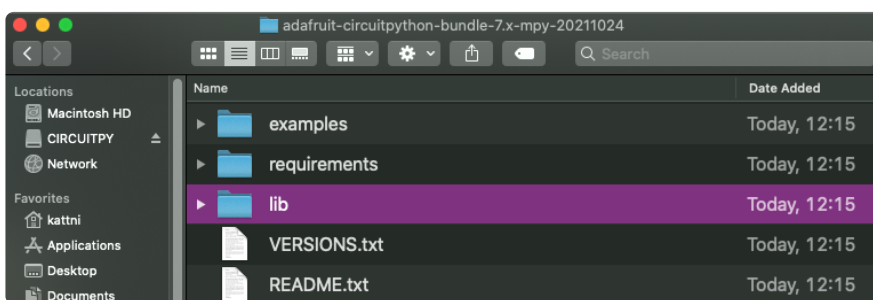 adafruit-circuitpython-bundle-7.x-mpy-20211024
Search
Locations
Macintosh HD
CIRCUITPY
Network
Favorites
kattni
Applications
Desktop
Documents
Name Date Added
examples Today, 12:15
requirements Today, 12:15
lib Today, 12:15
VERSIONS.txt Today, 12:15
README.txt Today, 12:15